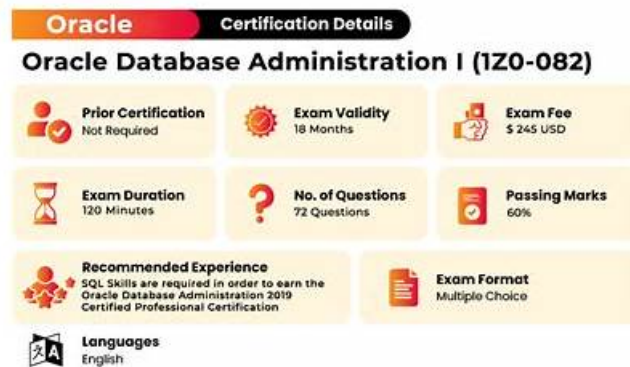 Oracle
Certification Details
Oracle Database Administration I (1Z0-082)
Prior Certification
Not Required
Exam Validity
18 Months
Exam Fee
$ 245 USD
Exam Duration
120 Minutes
No. of Questions
72 Questions
Passing Marks
60%
Recommended Experience
SQL Skills are required in order to earn the
Oracle Database Administration 2019
Certified Professional Certification
Exam Format
Multiple Choice
Languages
English